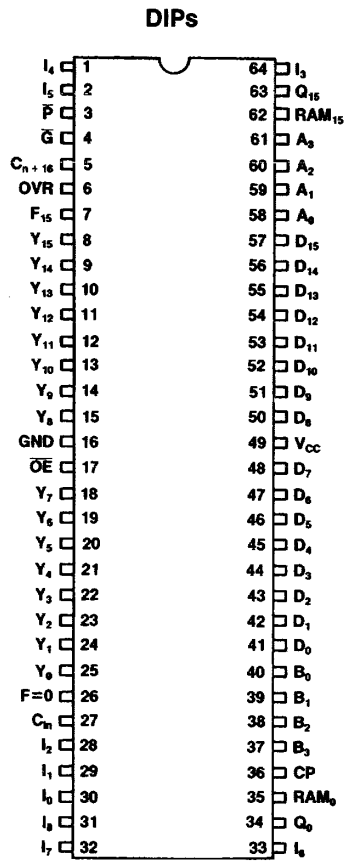 DIPs
I₄ 1 64 I₃
I₅ 2 63 Q₁₅
P̅ 3 62 RAM₁₅
G̅ 4 61 A₃
Cₙ₊₁₆ 5 60 A₂
OVR 6 59 A₁
F₁₅ 7 58 A₀
Y₁₅ 8 57 D₁₅
Y₁₄ 9 56 D₁₄
Y₁₃ 10 55 D₁₃
Y₁₂ 11 54 D₁₂
Y₁₁ 12 53 D₁₁
Y₁₀ 13 52 D₁₀
Y₉ 14 51 D₉
Y₈ 15 50 D₈
GND 16 49 V_CC
O̅E̅ 17 48 D₇
Y₇ 18 47 D₆
Y₆ 19 46 D₅
Y₅ 20 45 D₄
Y₄ 21 44 D₃
Y₃ 22 43 D₂
Y₂ 23 42 D₁
Y₁ 24 41 D₀
Y₀ 25 40 B₀
F=0 26 39 B₁
C_in 27 38 B₂
I₂ 28 37 B₃
I₁ 29 36 CP
I₀ 30 35 RAM₀
I₈ 31 34 Q₀
I₇ 32 33 I₆